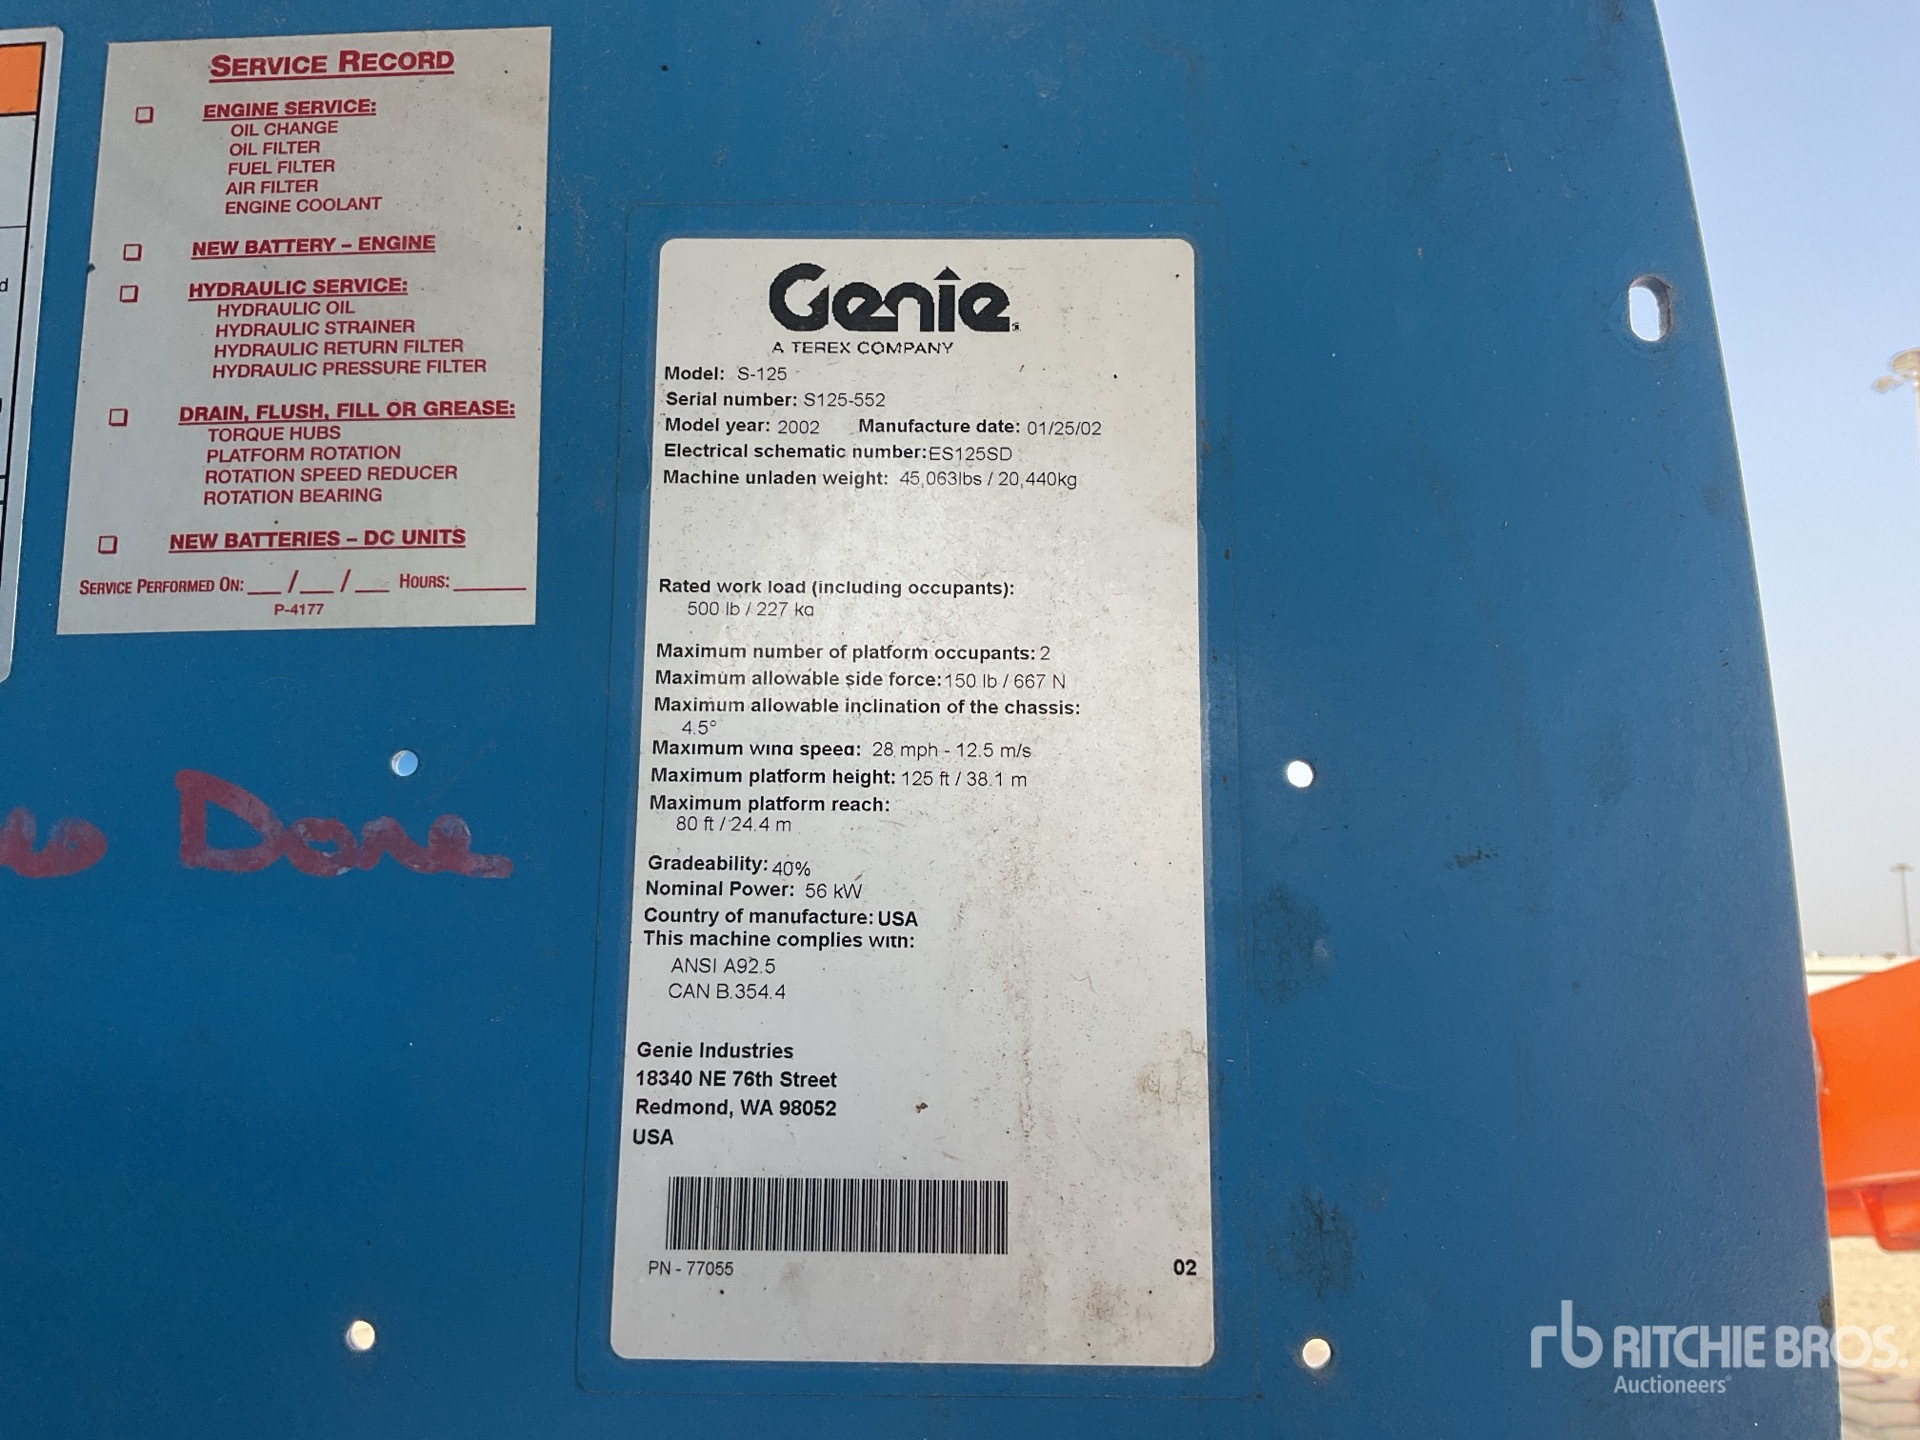 SERVICE RECORD
❏ ENGINE SERVICE:
OIL CHANGE
OIL FILTER
FUEL FILTER
AIR FILTER
ENGINE COOLANT
❏ NEW BATTERY – ENGINE
❏ HYDRAULIC SERVICE:
HYDRAULIC OIL
HYDRAULIC STRAINER
HYDRAULIC RETURN FILTER
HYDRAULIC PRESSURE FILTER
❏ DRAIN, FLUSH, FILL OR GREASE:
TORQUE HUBS
PLATFORM ROTATION
ROTATION SPEED REDUCER
ROTATION BEARING
❏ NEW BATTERIES – DC UNITS
SERVICE PERFORMED ON: __ / __ / __ HOURS: ______
P-4177
Done
Genie
A TEREX COMPANY
Model: S-125
Serial number: S125-552
Model year: 2002 Manufacture date: 01/25/02
Electrical schematic number: ES125SD
Machine unladen weight: 45,063lbs / 20,440kg
Rated work load (including occupants):
500 lb / 227 kg
Maximum number of platform occupants: 2
Maximum allowable side force: 150 lb / 667 N
Maximum allowable inclination of the chassis:
4.5°
Maximum wind speed: 28 mph - 12.5 m/s
Maximum platform height: 125 ft / 38.1 m
Maximum platform reach:
80 ft / 24.4 m
Gradeability: 40%
Nominal Power: 56 kW
Country of manufacture: USA
This machine complies with:
ANSI A92.5
CAN B.354.4
Genie Industries
18340 NE 76th Street
Redmond, WA 98052
USA
PN - 77055 02
rb RITCHIE BROS.
Auctioneers